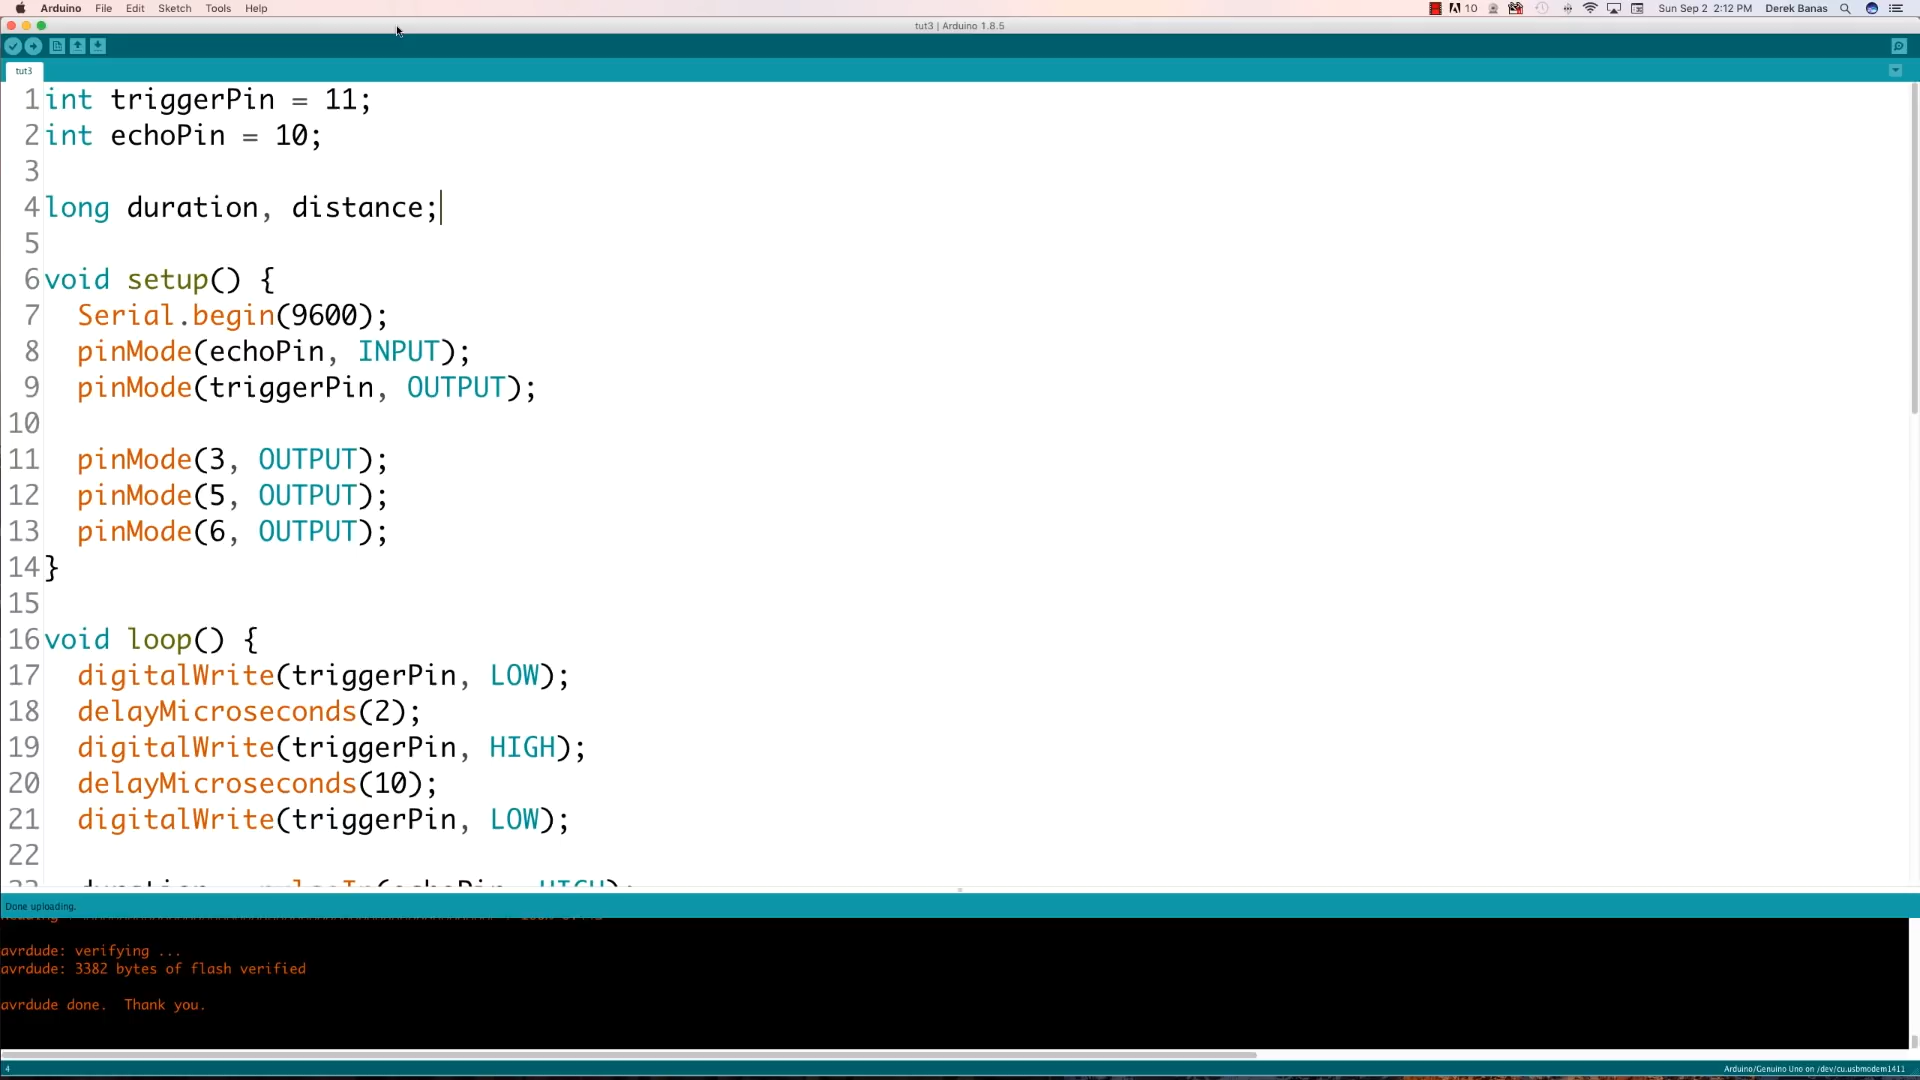 Arduino File Edit Sketch Tools Help 10 Sun Sep 2 2:12 PM Derek Banas
tut3 | Arduino 1.8.5
tut3
1 int triggerPin = 11;
2 int echoPin = 10;
3
4 long duration, distance;
5
6 void setup() {
7 Serial.begin(9600);
8 pinMode(echoPin, INPUT);
9 pinMode(triggerPin, OUTPUT);
10
11 pinMode(3, OUTPUT);
12 pinMode(5, OUTPUT);
13 pinMode(6, OUTPUT);
14 }
15
16 void loop() {
17 digitalWrite(triggerPin, LOW);
18 delayMicroseconds(2);
19 digitalWrite(triggerPin, HIGH);
20 delayMicroseconds(10);
21 digitalWrite(triggerPin, LOW);
22
Done uploading.
avrdude: verifying ...
avrdude: 3382 bytes of flash verified
avrdude done. Thank you.
4 Arduino/Genuino Uno on /dev/cu.usbmodem1411